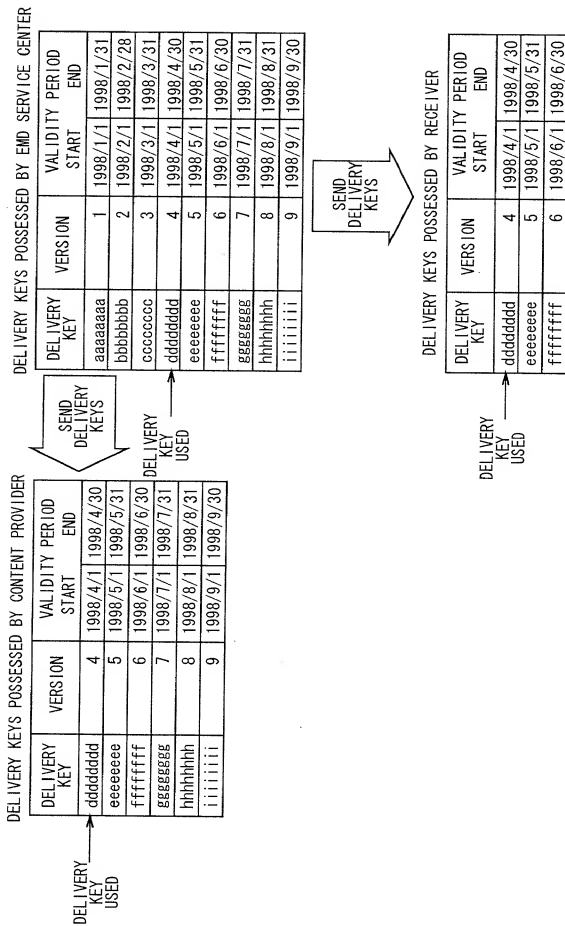 DELIVERY KEYS POSSESSED BY CONTENT PROVIDER
DELIVERY KEY VERSION VALIDITY PERIOD START END
dddddddd 4 1998/4/1 1998/4/30
eeeeeeee 5 1998/5/1 1998/5/31
ffffffff 6 1998/6/1 1998/6/30
gggggggg 7 1998/7/1 1998/7/31
hhhhhhhh 8 1998/8/1 1998/8/31
iiiiiiii 9 1998/9/1 1998/9/30
DELIVERY
KEY
USED
SEND
DELIVERY
KEYS
DELIVERY KEYS POSSESSED BY EMD SERVICE CENTER
DELIVERY KEY VERSION VALIDITY PERIOD START END
aaaaaaaa 1 1998/1/1 1998/1/31
bbbbbbbb 2 1998/2/1 1998/2/28
cccccccc 3 1998/3/1 1998/3/31
dddddddd 4 1998/4/1 1998/4/30
eeeeeeee 5 1998/5/1 1998/5/31
ffffffff 6 1998/6/1 1998/6/30
gggggggg 7 1998/7/1 1998/7/31
hhhhhhhh 8 1998/8/1 1998/8/31
iiiiiiii 9 1998/9/1 1998/9/30
DELIVERY
KEY
USED
SEND
DELIVERY
KEYS
DELIVERY KEYS POSSESSED BY RECEIVER
DELIVERY KEY VERSION VALIDITY PERIOD START END
dddddddd 4 1998/4/1 1998/4/30
eeeeeeee 5 1998/5/1 1998/5/31
ffffffff 6 1998/6/1 1998/6/30
DELIVERY
KEY
USED